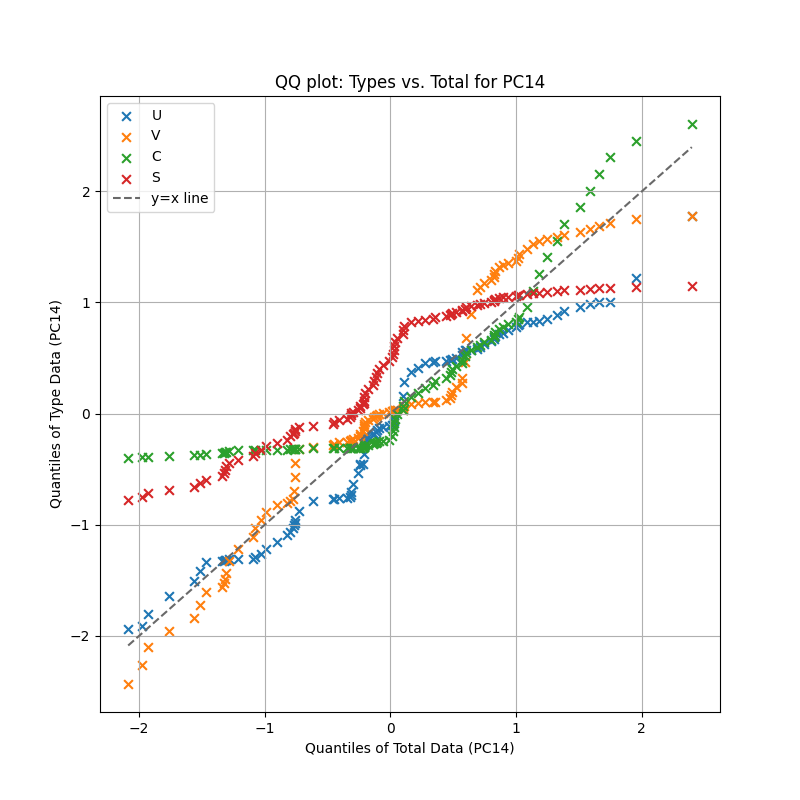 QQ plot: Types vs. Total for PC14
U
V
C
S
y=x line
Quantiles of Type Data (PC14)
2
1
0
−1
−2
−2
−1
0
1
2
Quantiles of Total Data (PC14)